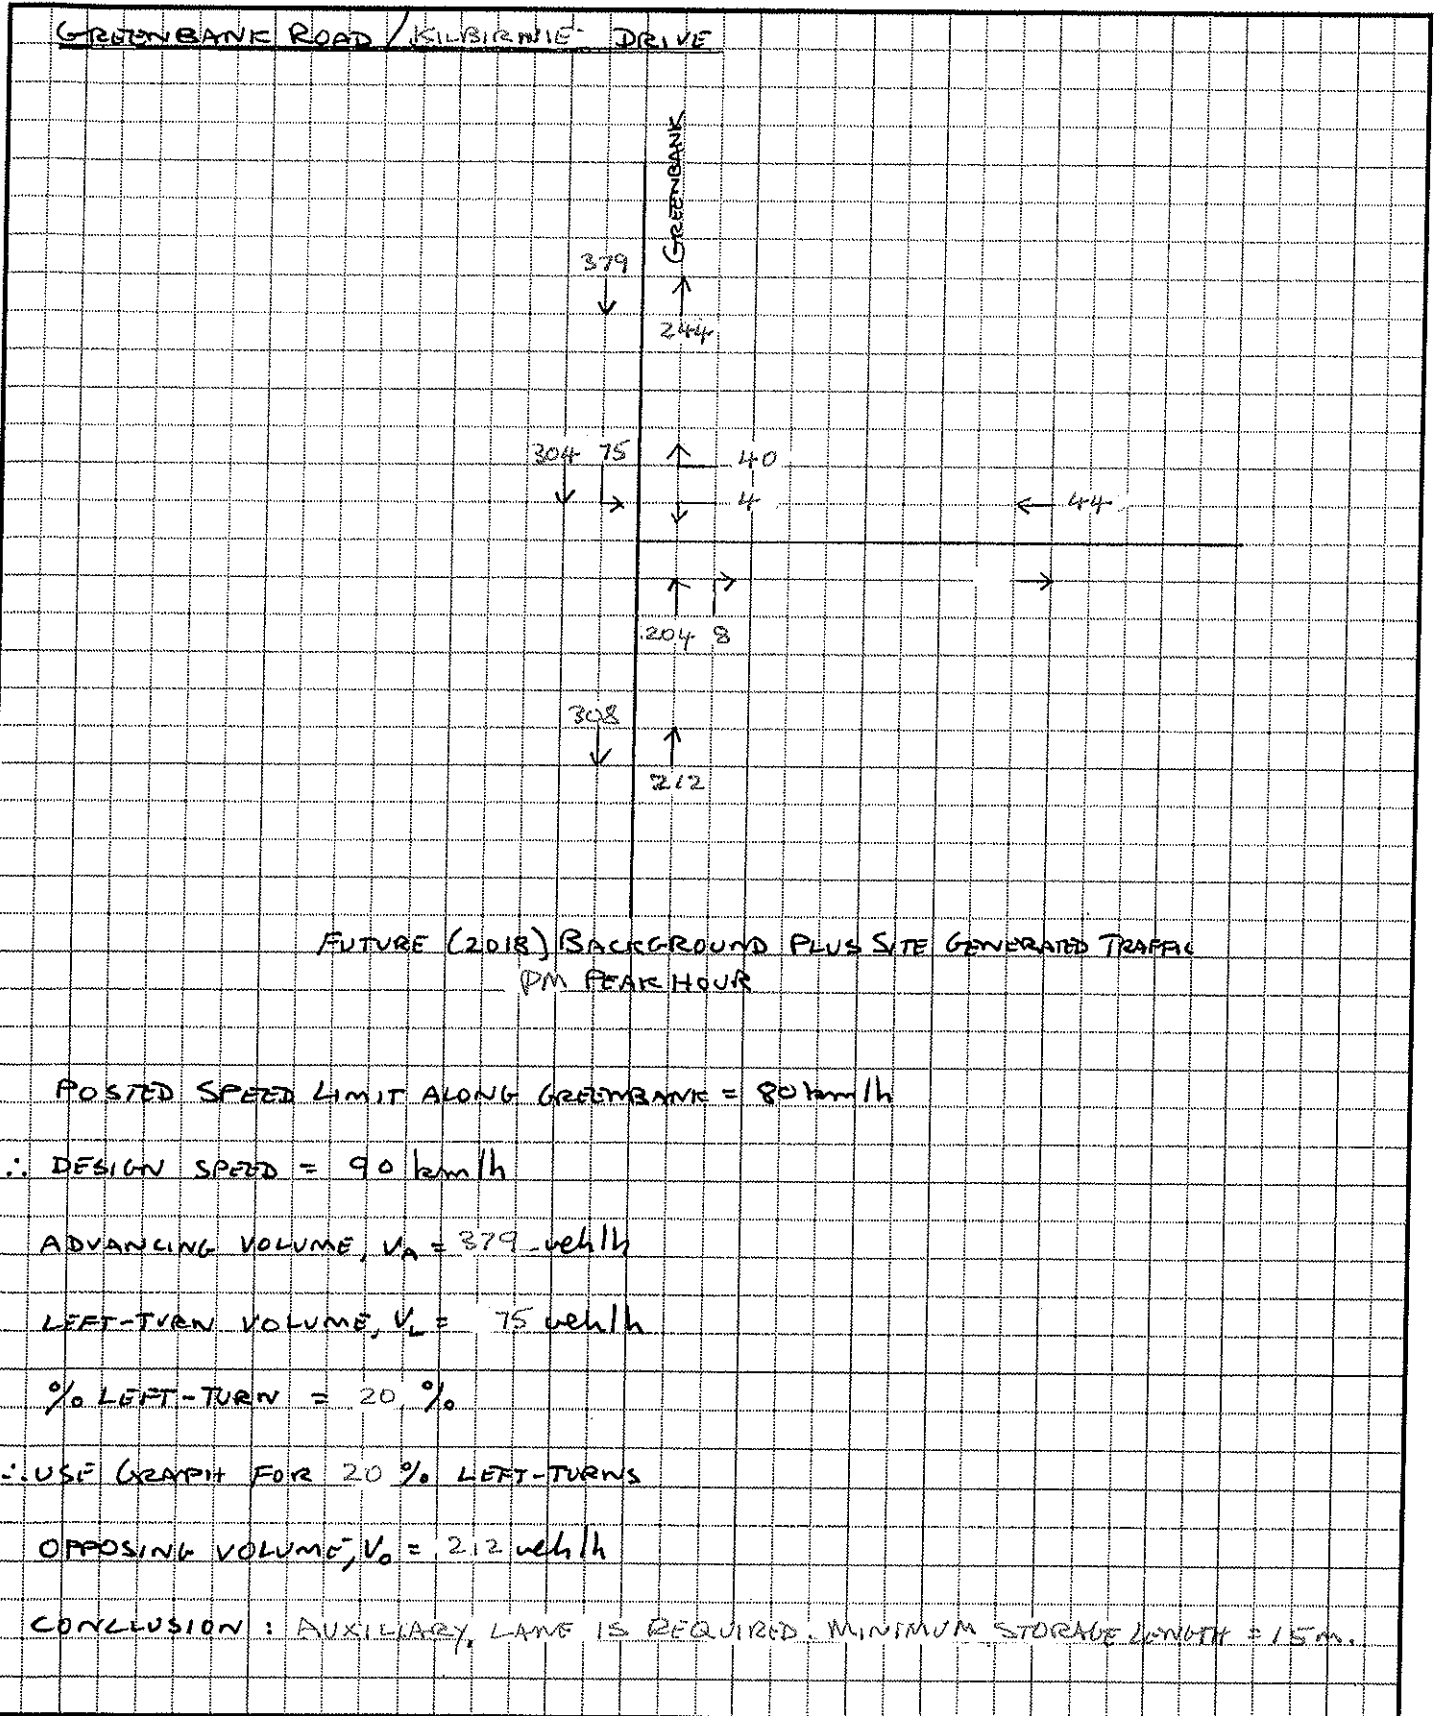 GREENBANK ROAD / KILBIRNIE DRIVE
GREENBANK
379
244
304 75
40
4
44
204 8
308
212
FUTURE (2018) BACKGROUND PLUS SITE GENERATED TRAFFIC
PM PEAK HOUR
POSTED SPEED LIMIT ALONG GREENBANK = 80 km/h
∴ DESIGN SPEED = 90 km/h
ADVANCING VOLUME, VA = 379 veh/h
LEFT-TURN VOLUME, VL = 75 veh/h
% LEFT-TURN = 20 %
∴ USE GRAPH FOR 20 % LEFT-TURNS
OPPOSING VOLUME, VO = 212 veh/h
CONCLUSION : AUXILIARY LANE IS REQUIRED. MINIMUM STORAGE LENGTH = 15m.